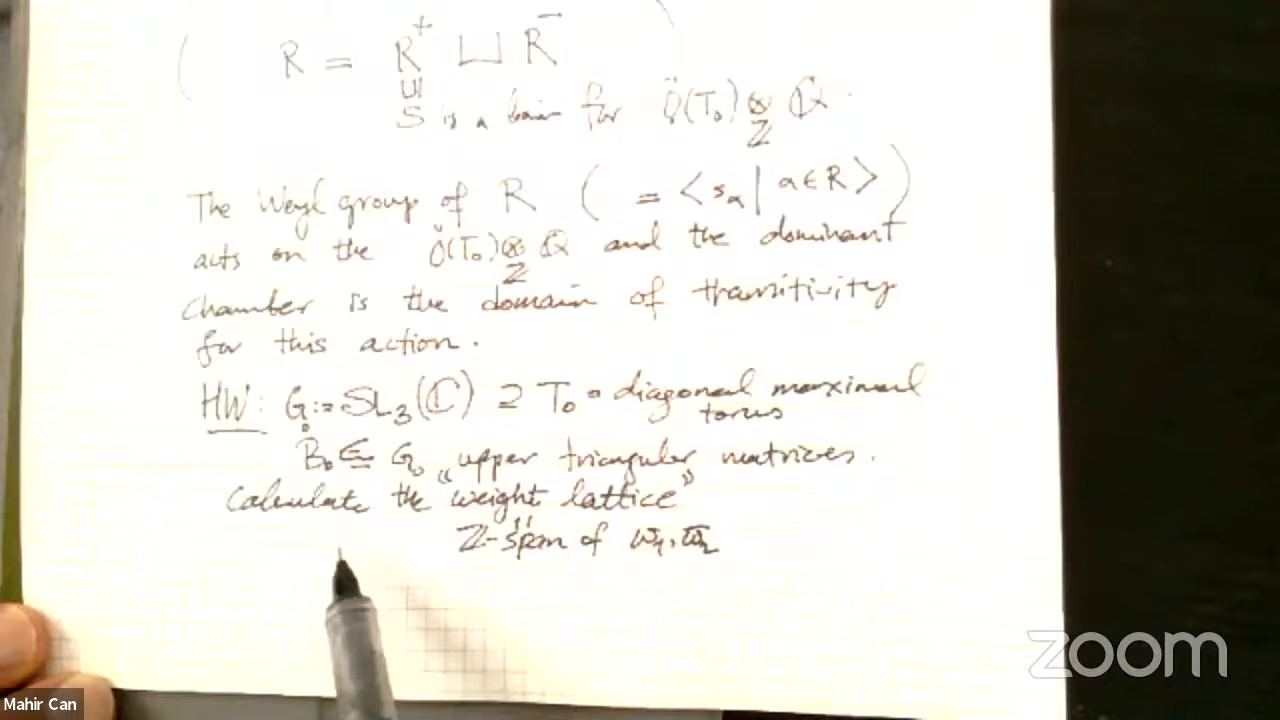 ( R = R⁺ ⊔ R⁻ )
∪|
S is a basis for Ẍ(T₀) ⊗ ℚ.
ℤ
The Weyl group of R ( = < sₐ | a ∈ R > )
acts on the Ẍ(T₀) ⊗ ℚ and the dominant
ℤ
chamber is the domain of transitivity
for this action.
HW: G₀ := SL₃(ℂ) ⊇ T₀ = diagonal maximal
torus
B₀ ⊆ G₀ upper triangular matrices.
Calculate the "weight lattice"
"
ℤ-span of ϖ₁, ϖ₂
zoom
Mahir Can